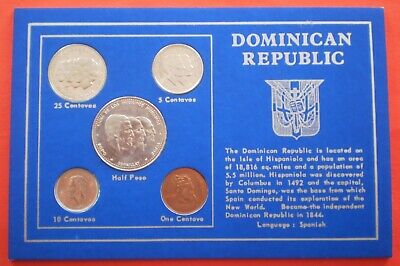 DOMINICAN
REPUBLIC
25 Centavos
5 Centavos
Half Peso
10 Centavos
One Centavo
The Dominican Republic is located on
the Isle of Hispaniola and has an area
of 18,816 sq.miles and a population of
5.5 million. Hispaniola was discovered
by Columbus in 1492 and the capital,
Santo Domingo, was the base from which
Spain conducted its exploration of the
New World. Became the independent
Dominican Republic in 1844.
Language : Spanish